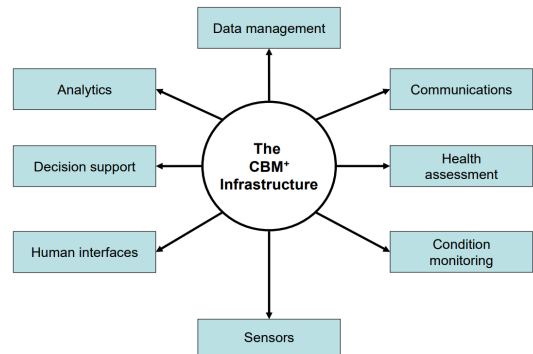 Data management
Analytics
Communications
The
CBM⁺
Infrastructure
Decision support
Health
assessment
Human interfaces
Condition
monitoring
Sensors